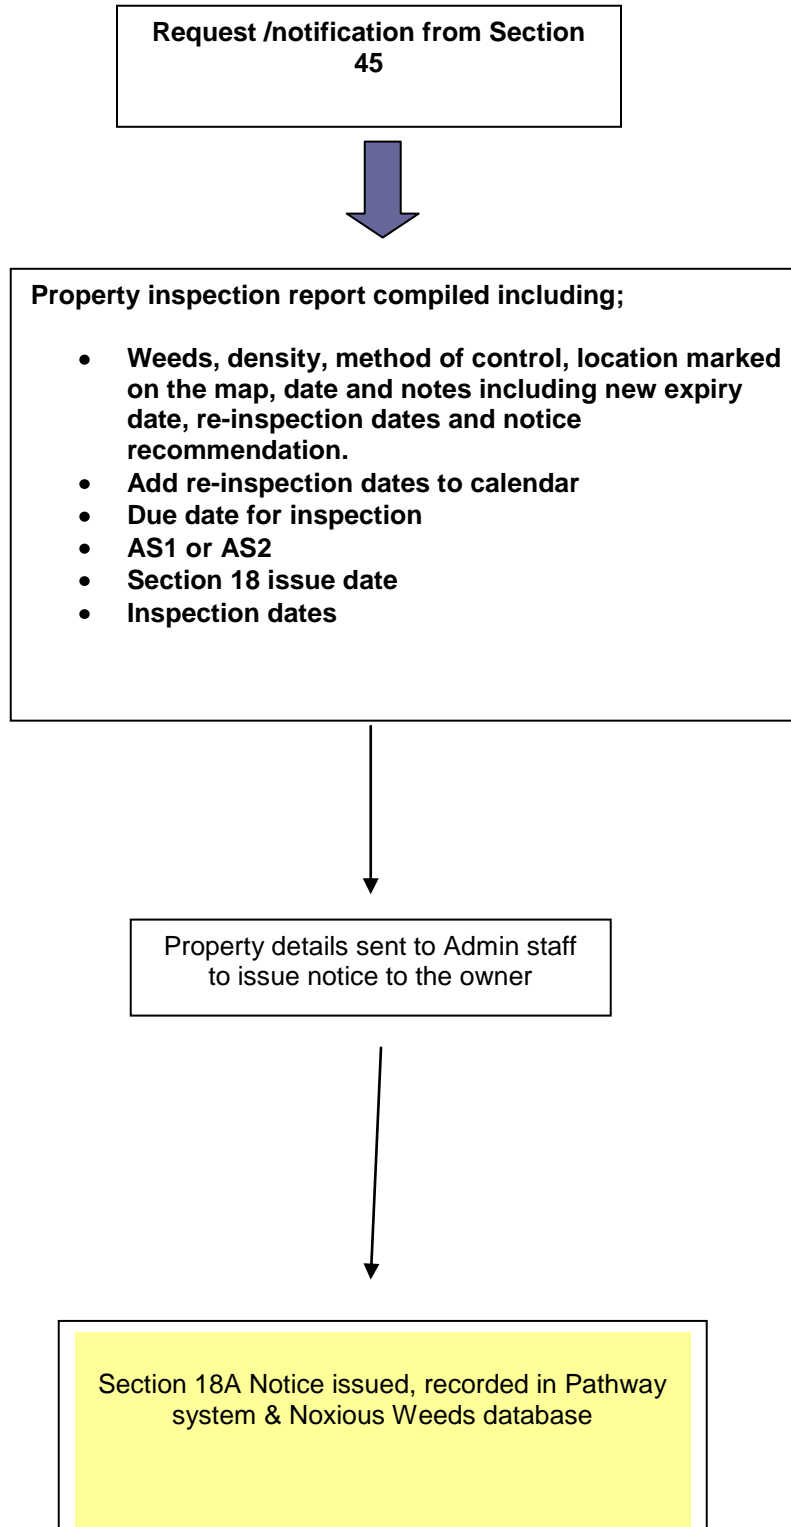 Request /notification from Section
45
Property inspection report compiled including;
• Weeds, density, method of control, location marked
on the map, date and notes including new expiry
date, re-inspection dates and notice
recommendation.
• Add re-inspection dates to calendar
• Due date for inspection
• AS1 or AS2
• Section 18 issue date
• Inspection dates
Property details sent to Admin staff
to issue notice to the owner
Section 18A Notice issued, recorded in Pathway
system & Noxious Weeds database